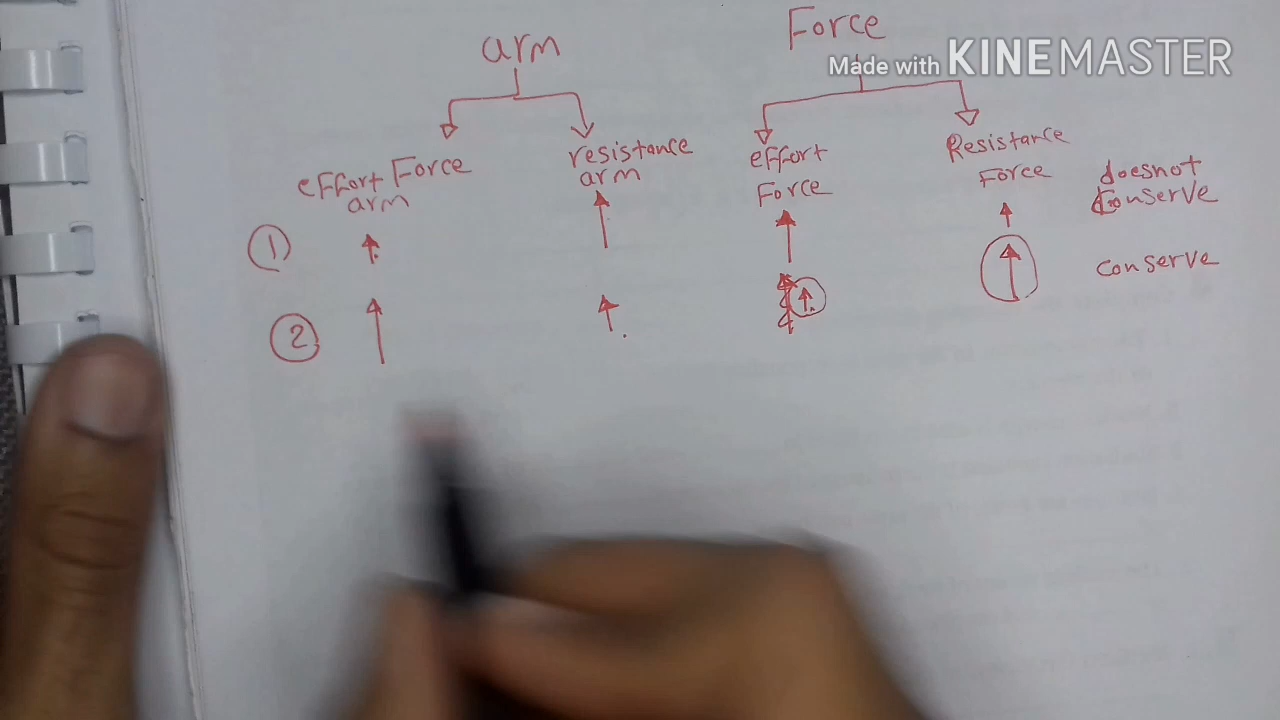 arm
Force
Made with KINEMASTER
effort Force
arm
resistance
arm
effort
Force
Resistance
Force
doesnot
Conserve
1
conserve
2